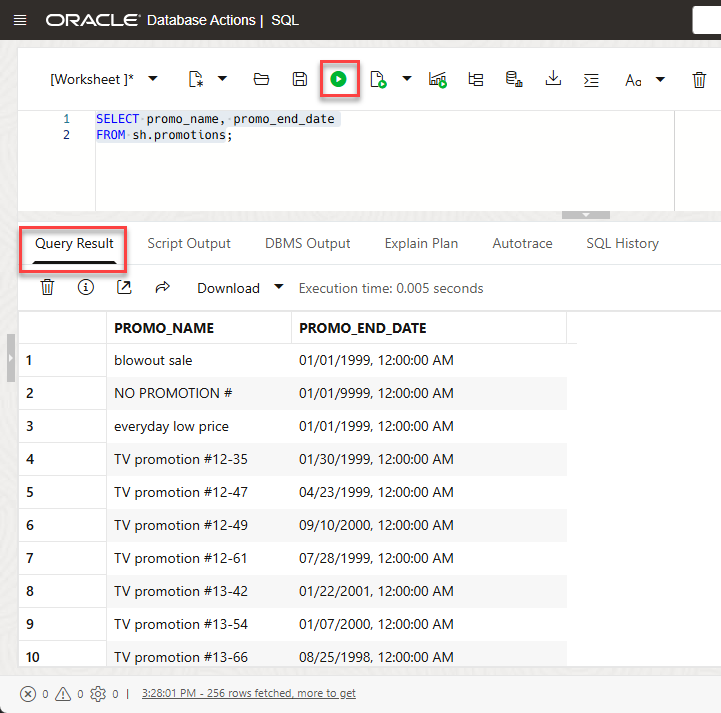 ORACLE Database Actions | SQL
[Worksheet ]*
Aa
1 SELECT promo_name, promo_end_date
2 FROM sh.promotions;
Query Result Script Output DBMS Output Explain Plan Autotrace SQL History
Download Execution time: 0.005 seconds
PROMO_NAME PROMO_END_DATE
1 blowout sale 01/01/1999, 12:00:00 AM
2 NO PROMOTION # 01/01/9999, 12:00:00 AM
3 everyday low price 01/01/1999, 12:00:00 AM
4 TV promotion #12-35 01/30/1999, 12:00:00 AM
5 TV promotion #12-47 04/23/1999, 12:00:00 AM
6 TV promotion #12-49 09/10/2000, 12:00:00 AM
7 TV promotion #12-61 07/28/1999, 12:00:00 AM
8 TV promotion #13-42 01/22/2001, 12:00:00 AM
9 TV promotion #13-54 01/07/2000, 12:00:00 AM
10 TV promotion #13-66 08/25/1998, 12:00:00 AM
0 0 0 | 3:28:01 PM - 256 rows fetched, more to get